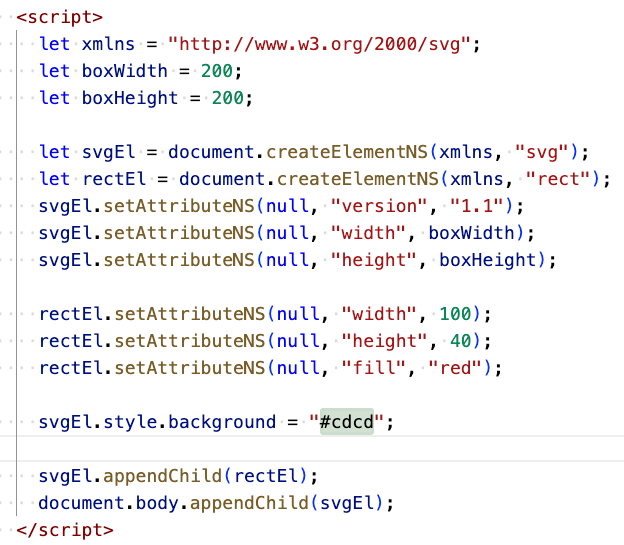 <script>
let xmlns = "http://www.w3.org/2000/svg";
let boxWidth = 200;
let boxHeight = 200;
let svgEl = document.createElementNS(xmlns, "svg");
let rectEl = document.createElementNS(xmlns, "rect");
svgEl.setAttributeNS(null, "version", "1.1");
svgEl.setAttributeNS(null, "width", boxWidth);
svgEl.setAttributeNS(null, "height", boxHeight);
rectEl.setAttributeNS(null, "width", 100);
rectEl.setAttributeNS(null, "height", 40);
rectEl.setAttributeNS(null, "fill", "red");
svgEl.style.background = "#cdcd";
svgEl.appendChild(rectEl);
document.body.appendChild(svgEl);
</script>